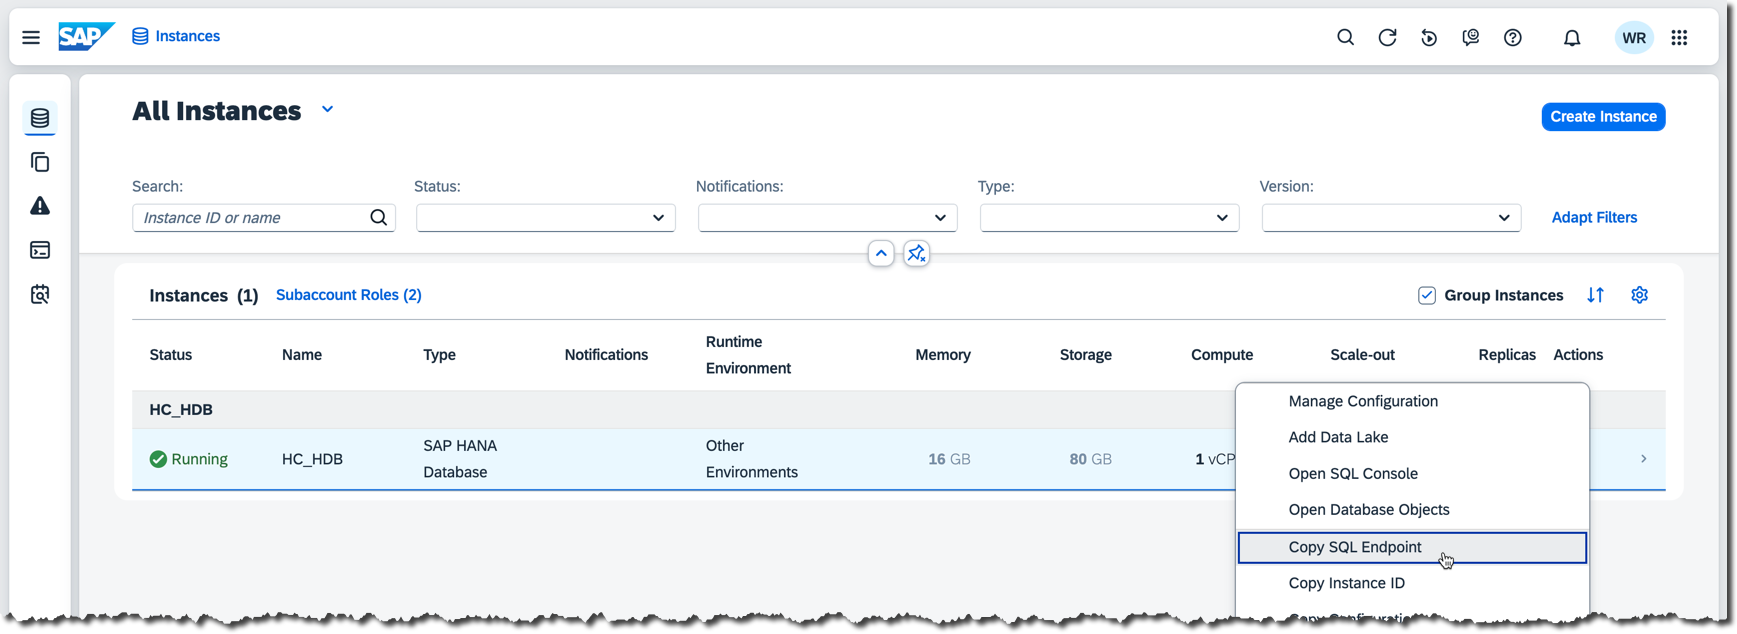 SAP Instances WR
All Instances
Create Instance
Search: Status: Notifications: Type: Version:
Instance ID or name Adapt Filters
Instances (1) Subaccount Roles (2) Group Instances
Status Name Type Notifications Runtime Environment Memory Storage Compute Scale-out Replicas Actions
HC_HDB
Running HC_HDB SAP HANA Database Other Environments 16 GB 80 GB 1 vCP
Manage Configuration
Add Data Lake
Open SQL Console
Open Database Objects
Copy SQL Endpoint
Copy Instance ID